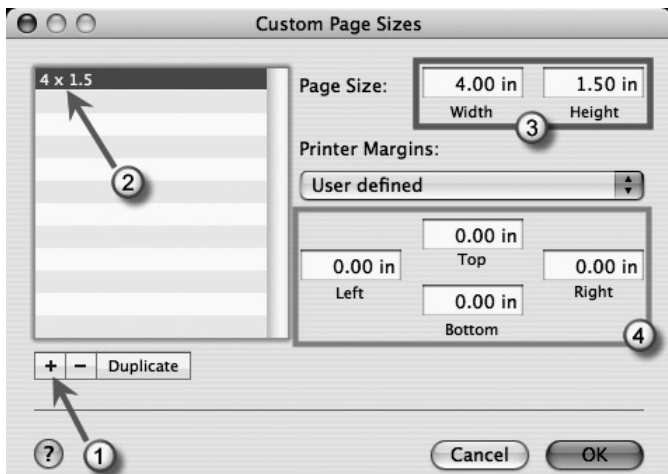 Custom Page Sizes
4 x 1.5
2
Page Size:
4.00 in
1.50 in
Width
Height
3
Printer Margins:
User defined
0.00 in
Top
0.00 in
0.00 in
Left
Right
0.00 in
Bottom
4
+
−
Duplicate
1
?
Cancel
OK